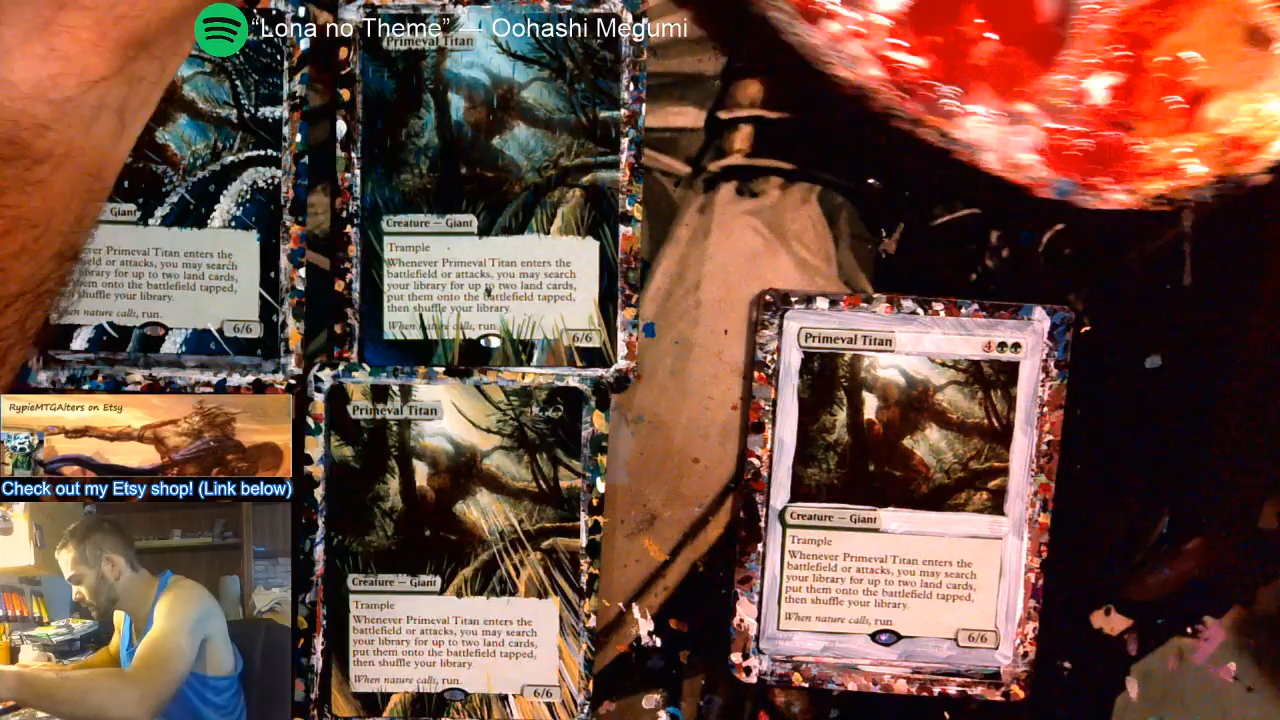 “Lona no Theme” — Oohashi Megumi
Giant
Primeval Titan enters the
or attacks, you may search
library for up to two land cards,
onto the battlefield tapped,
shuffle your library.
When nature calls, run.
6/6
Primeval Titan
Creature — Giant
Trample
Whenever Primeval Titan enters the
battlefield or attacks, you may search
your library for up to two land cards,
put them onto the battlefield tapped,
then shuffle your library
When nature calls, run
6/6
Primeval Titan
Creature — Giant
Trample
Whenever Primeval Titan enters the
battlefield or attacks, you may search
your library for up to two land cards,
put them onto the battlefield tapped,
then shuffle your library
When nature calls, run.
6/6
Primeval Titan
4
Creature — Giant
Trample
Whenever Primeval Titan enters the
battlefield or attacks, you may search
your library for up to two land cards,
put them onto the battlefield tapped,
then shuffle your library.
When nature calls, run
6/6
RypieMTGAlters on Etsy
Check out my Etsy shop! (Link below)